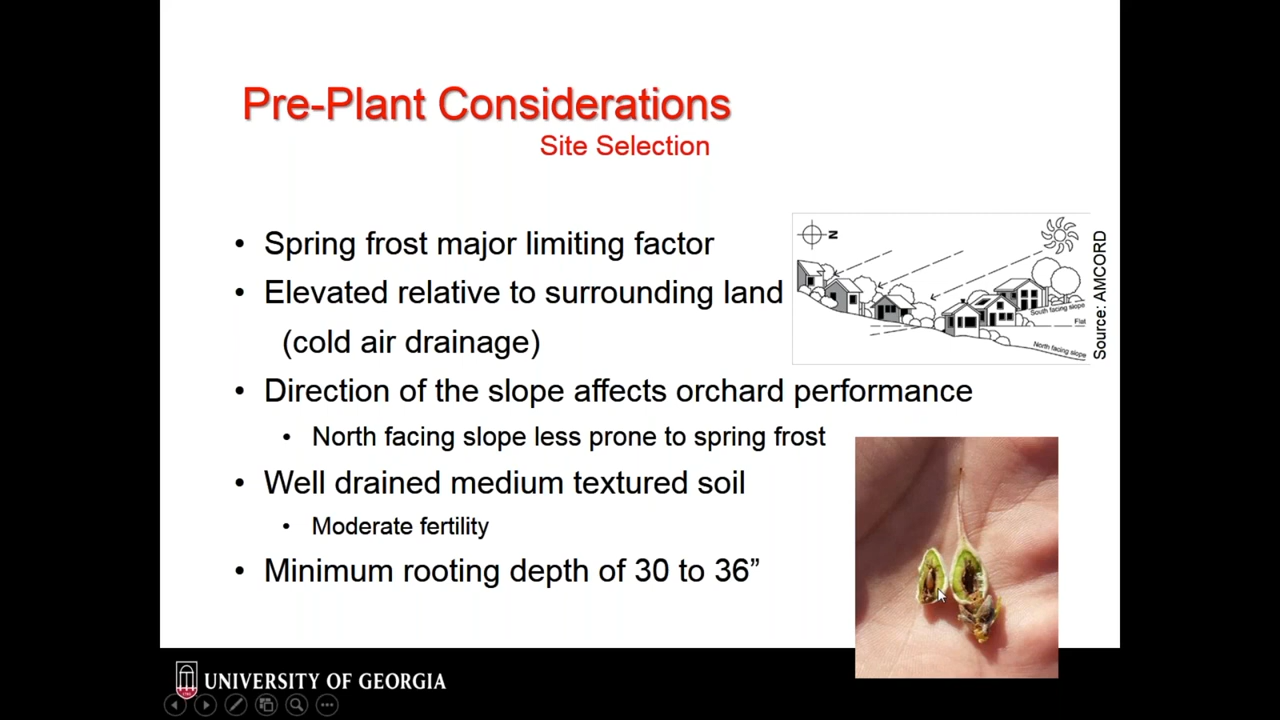 Pre-Plant Considerations
Site Selection
• Spring frost major limiting factor
• Elevated relative to surrounding land
(cold air drainage)
• Direction of the slope affects orchard performance
• North facing slope less prone to spring frost
• Well drained medium textured soil
• Moderate fertility
• Minimum rooting depth of 30 to 36”
N
South facing slope
Flat
North facing slope
Source: AMICORD
UNIVERSITY OF GEORGIA